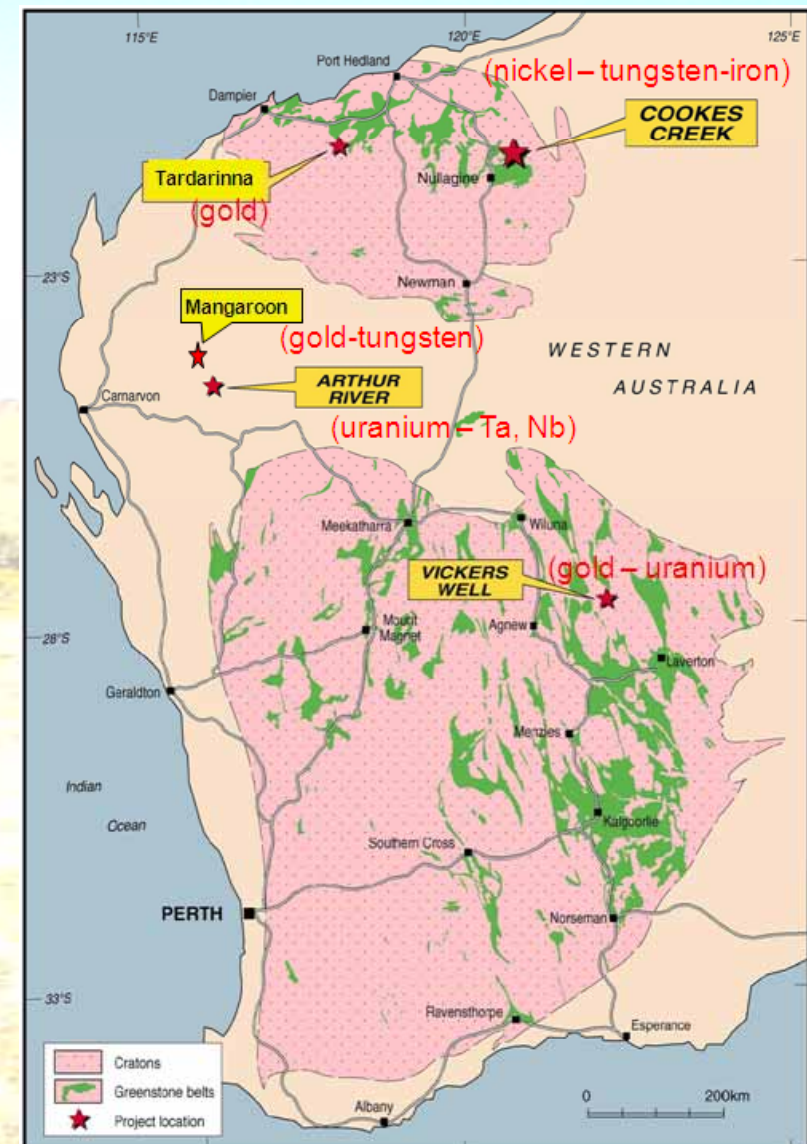 115°E
120°E
125°E
Port Hedland
(nickel – tungsten-iron)
Dampier
COOKES
CREEK
Tardarinna
(gold)
Nullagine
23°S
Newman
Mangaroon
(gold-tungsten)
WESTERN
AUSTRALIA
ARTHUR
RIVER
Carnarvon
(uranium – Ta, Nb)
Meekatharra
Wiluna
VICKERS
WELL
(gold – uranium)
Mount
Magnet
Agnew
28°S
Laverton
Geraldton
Menzies
Indian
Ocean
Kalgoorlie
Southern Cross
PERTH
Norseman
33°S
Ravensthorpe
Esperance
Cratons
Greenstone belts
Project location
Albany
0
200km